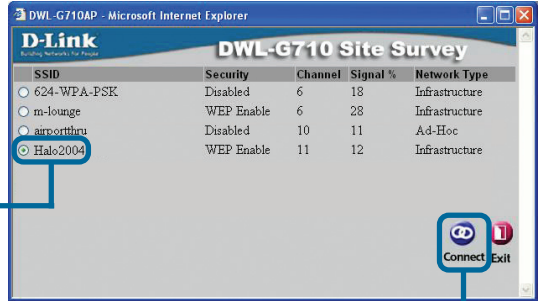 DWL-G710AP - Microsoft Internet Explorer
D-Link
Building Networks for People
DWL-G710 Site Survey
SSID Security Channel Signal % Network Type
624-WPA-PSK Disabled 6 18 Infrastructure
m-lounge WEP Enable 6 28 Infrastructure
airportthru Disabled 10 11 Ad-Hoc
Halo2004 WEP Enable 11 12 Infrastructure
Connect Exit